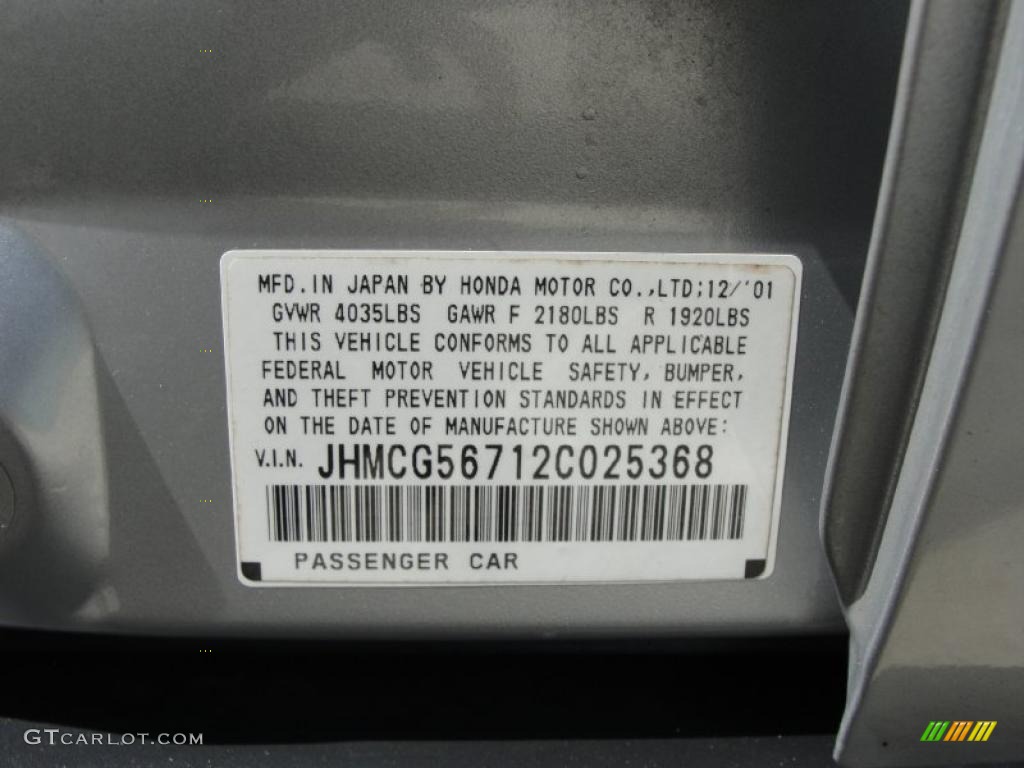 MFD. IN JAPAN BY HONDA MOTOR CO., LTD; 12/'01
GVWR 4035LBS GAWR F 2180LBS R 1920LBS
THIS VEHICLE CONFORMS TO ALL APPLICABLE
FEDERAL MOTOR VEHICLE SAFETY, BUMPER,
AND THEFT PREVENTION STANDARDS IN EFFECT
ON THE DATE OF MANUFACTURE SHOWN ABOVE:
V.I.N. JHMCG56712C025368
PASSENGER CAR
GTCARLOT.COM